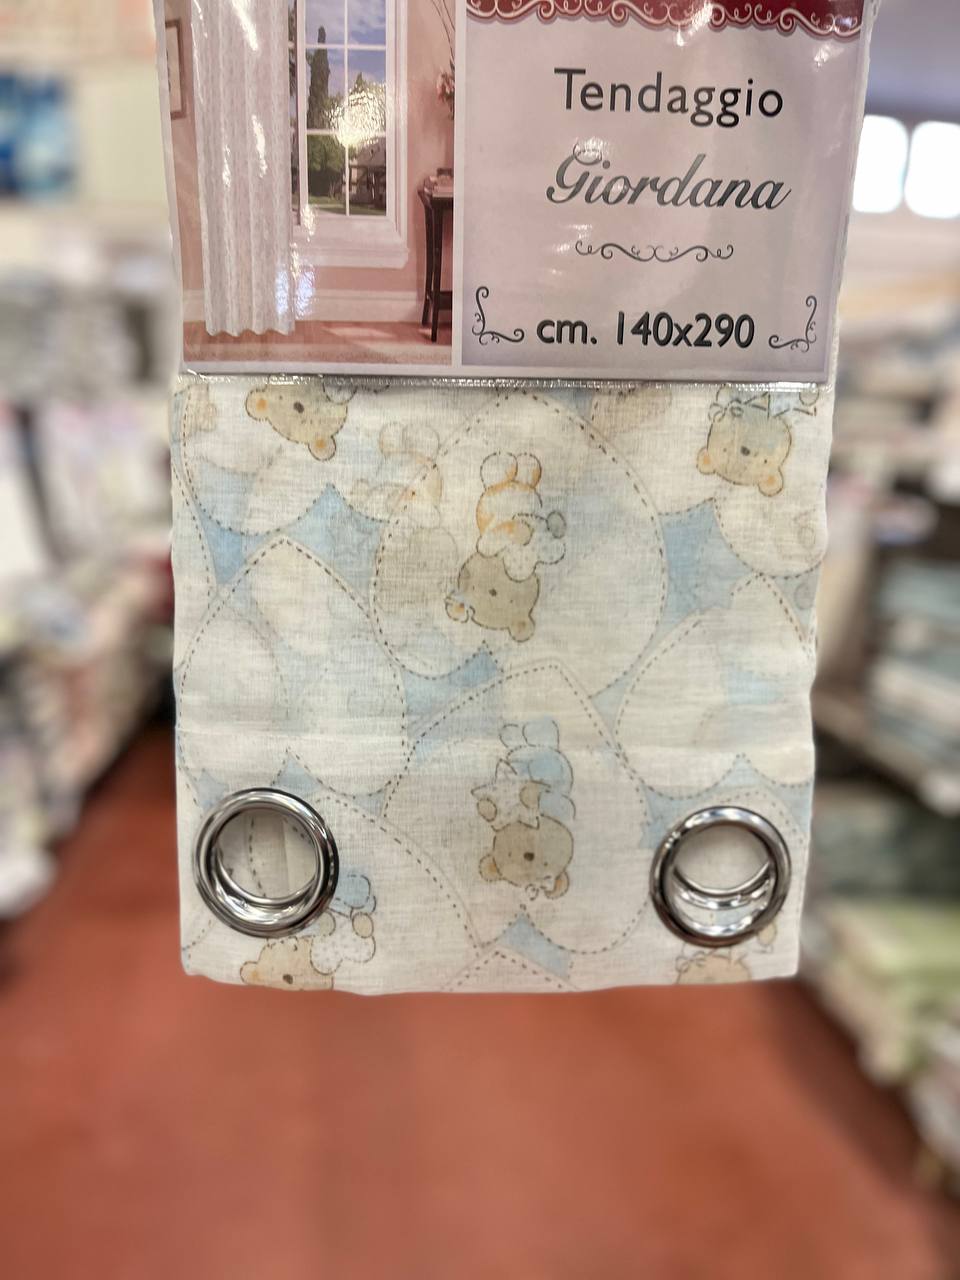 Tendaggio
Giordana
cm. 140x290